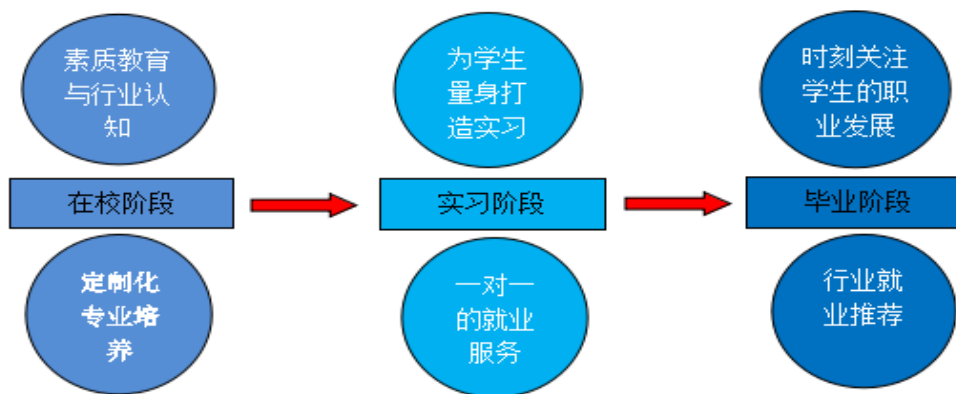 素质教育
与行业认
知
为学生
量身打
造实习
时刻关注
学生的职
业发展
在校阶段
实习阶段
毕业阶段
定制化
专业培
养
一对一
的就业
服务
行业就
业推荐